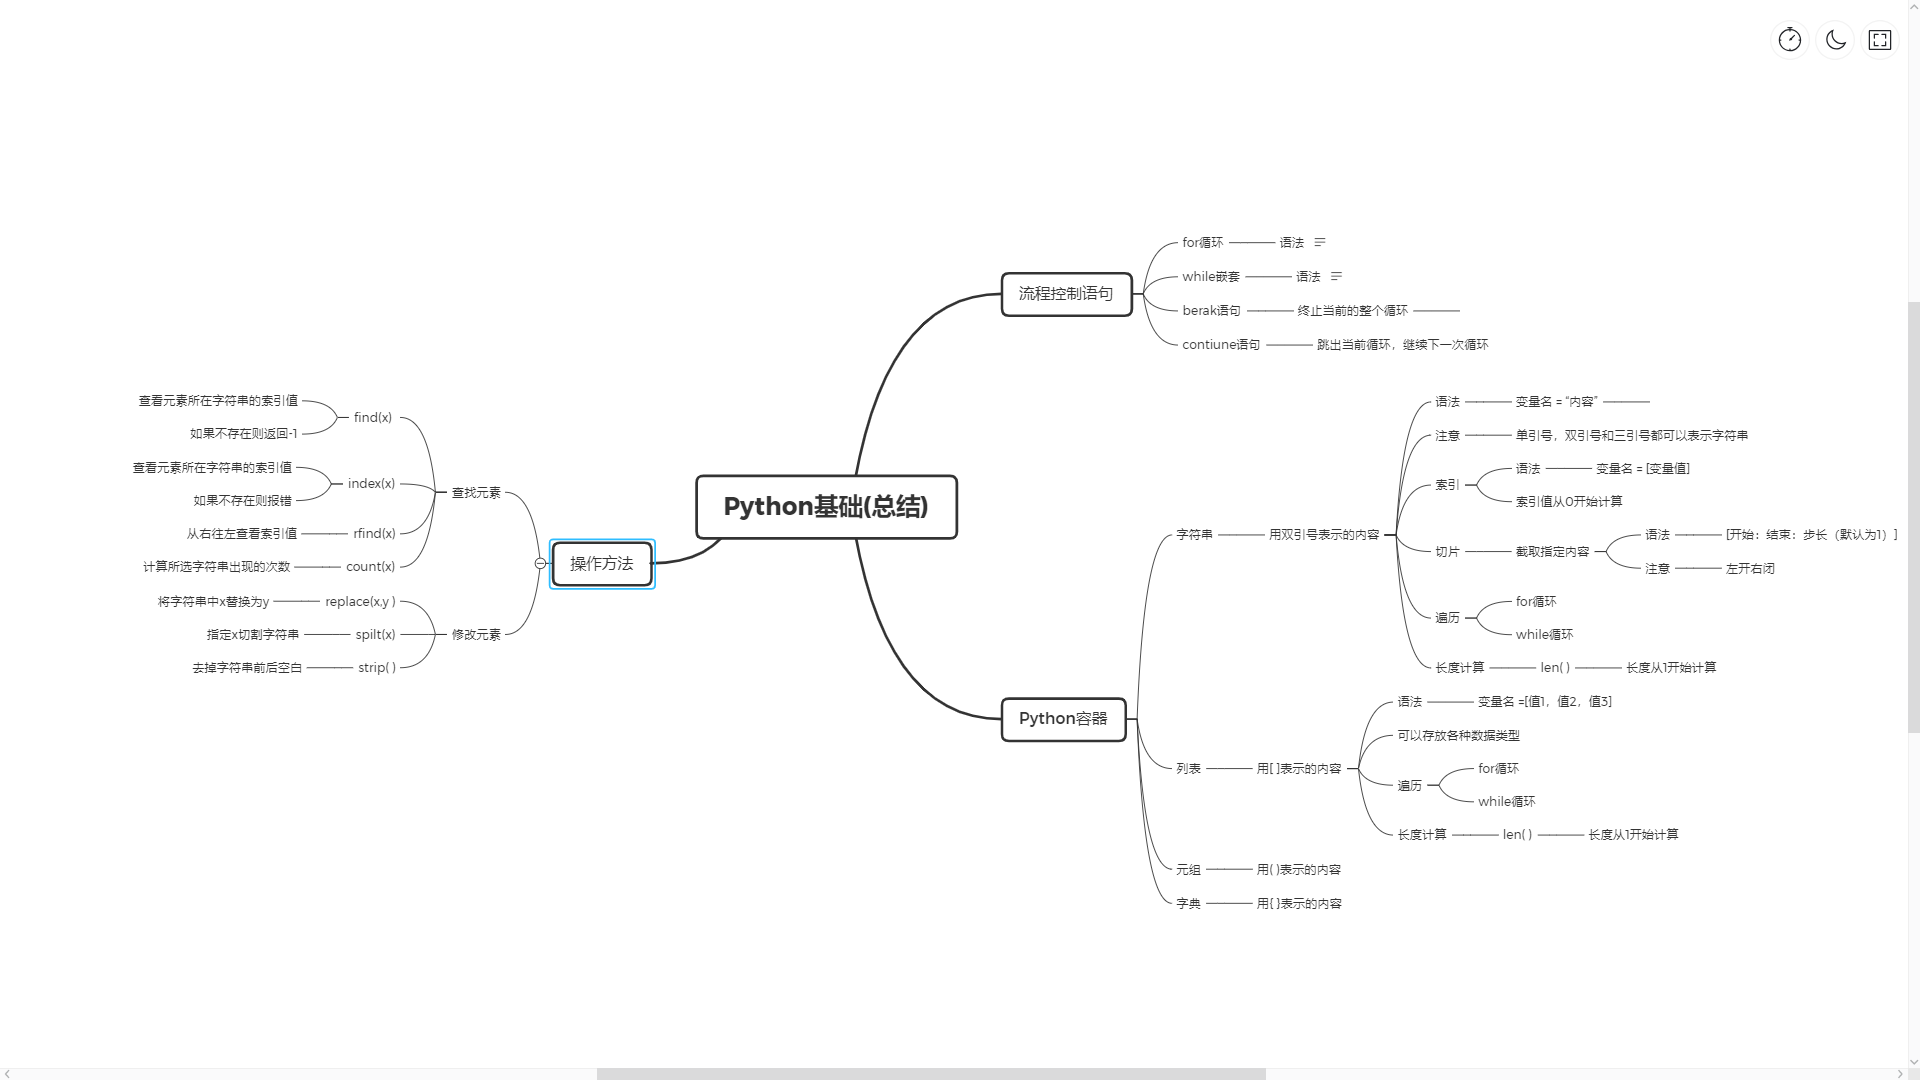 Python基础(总结)
流程控制语句
for循环
语法
while嵌套
语法
berak语句
终止当前的整个循环
contiune语句
跳出当前循环，继续下一次循环
Python容器
字符串
用双引号表示的内容
语法
变量名 = “内容”
注意
单引号，双引号和三引号都可以表示字符串
索引
语法
变量名 = [变量值]
索引值从0开始计算
切片
截取指定内容
语法
[开始：结束：步长（默认为1）]
注意
左开右闭
遍历
for循环
while循环
长度计算
len( )
长度从1开始计算
列表
用[ ]表示的内容
语法
变量名 =[值1，值2，值3]
可以存放各种数据类型
遍历
for循环
while循环
长度计算
len( )
长度从1开始计算
元组
用( )表示的内容
字典
用{ }表示的内容
操作方法
查找元素
find(x)
查看元素所在字符串的索引值
如果不存在则返回-1
index(x)
查看元素所在字符串的索引值
如果不存在则报错
rfind(x)
从右往左查看索引值
count(x)
计算所选字符串出现的次数
修改元素
replace(x,y )
将字符串中x替换为y
spilt(x)
指定x切割字符串
strip( )
去掉字符串前后空白